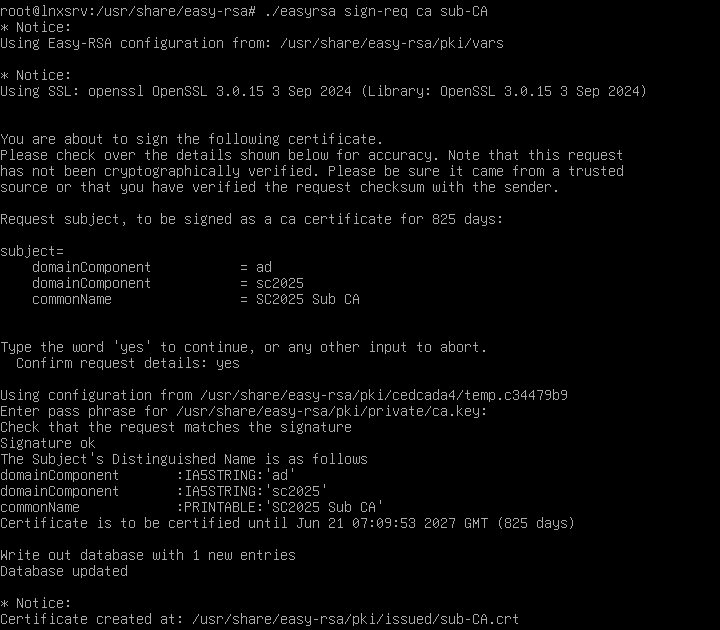 root@lnxsrv:/usr/share/easy-rsa# ./easyrsa sign-req ca sub-CA
* Notice:
Using Easy-RSA configuration from: /usr/share/easy-rsa/pki/vars
* Notice:
Using SSL: openssl OpenSSL 3.0.15 3 Sep 2024 (Library: OpenSSL 3.0.15 3 Sep 2024)
You are about to sign the following certificate.
Please check over the details shown below for accuracy. Note that this request
has not been cryptographically verified. Please be sure it came from a trusted
source or that you have verified the request checksum with the sender.
Request subject, to be signed as a ca certificate for 825 days:
subject=
    domainComponent           = ad
    domainComponent           = sc2025
    commonName                = SC2025 Sub CA
Type the word 'yes' to continue, or any other input to abort.
  Confirm request details: yes
Using configuration from /usr/share/easy-rsa/pki/cedcada4/temp.c34479b9
Enter pass phrase for /usr/share/easy-rsa/pki/private/ca.key:
Check that the request matches the signature
Signature ok
The Subject's Distinguished Name is as follows
domainComponent       :IA5STRING:'ad'
domainComponent       :IA5STRING:'sc2025'
commonName            :PRINTABLE:'SC2025 Sub CA'
Certificate is to be certified until Jun 21 07:09:53 2027 GMT (825 days)
Write out database with 1 new entries
Database updated
* Notice:
Certificate created at: /usr/share/easy-rsa/pki/issued/sub-CA.crt